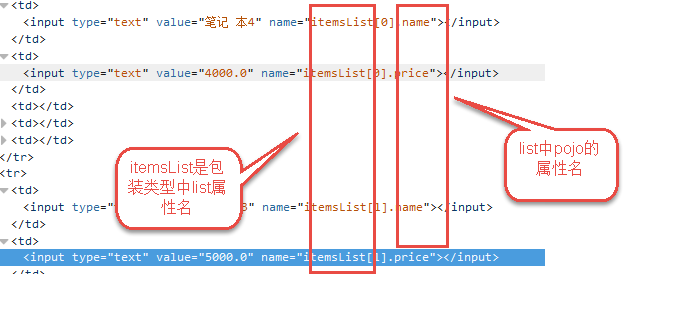 <td>
<input type="text" value="笔记 本4" name="itemsList[0].name"></input>
</td>
<td>
<input type="text" value="4000.0" name="itemsList[0].price"></input>
</td>
<td></td>
<td></td>
<td></td>
</tr>
<tr>
<td>
<input type="t 3" name="itemsList[1].name"></input>
</td>
<td>
<input type="text" value="5000.0" name="itemsList[1].price"></input>
</td>
itemsList是包
装类型中list属
性名
list中pojo的
属性名